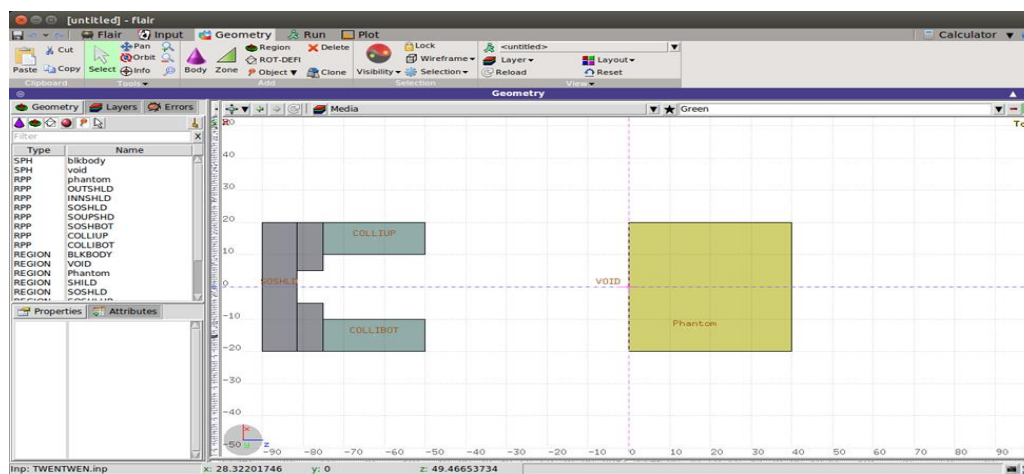 [untitled] - flair
Flair Input Geometry Run Plot Calculator
Paste Cut Copy Select Pan Orbit Info Body Zone Region ROT-DEFI Object Delete Clone Visibility Lock Wireframe Selection <untitled> Layer Reload Layout Reset
Clipboard Tools Add Selection View
Geometry
Geometry Layers Errors
Media Green
Filter
Type Name
SPH blkbody
SPH void
RPP phantom
RPP OUTSHLD
RPP INNSHLD
RPP SOSHLD
RPP SOUPSHD
RPP SOSHBOT
RPP COLLIUP
RPP COLLIBOT
REGION BLKBODY
REGION VOID
REGION Phantom
REGION SHILD
REGION SOSHLD
Properties Attributes
40
30
20
COLLIUP
10
0
SOSHLD VOID
-10
Phantom
COLLIBOT
-20
-30
-40
-50
x y z
-90 -80 -70 -60 -50 -40 -30 -20 -10 0 10 20 30 40 50 60 70 80 90
Inp: TWENTWEN.inp x: 28.32201746 y: 0 z: 49.46653734